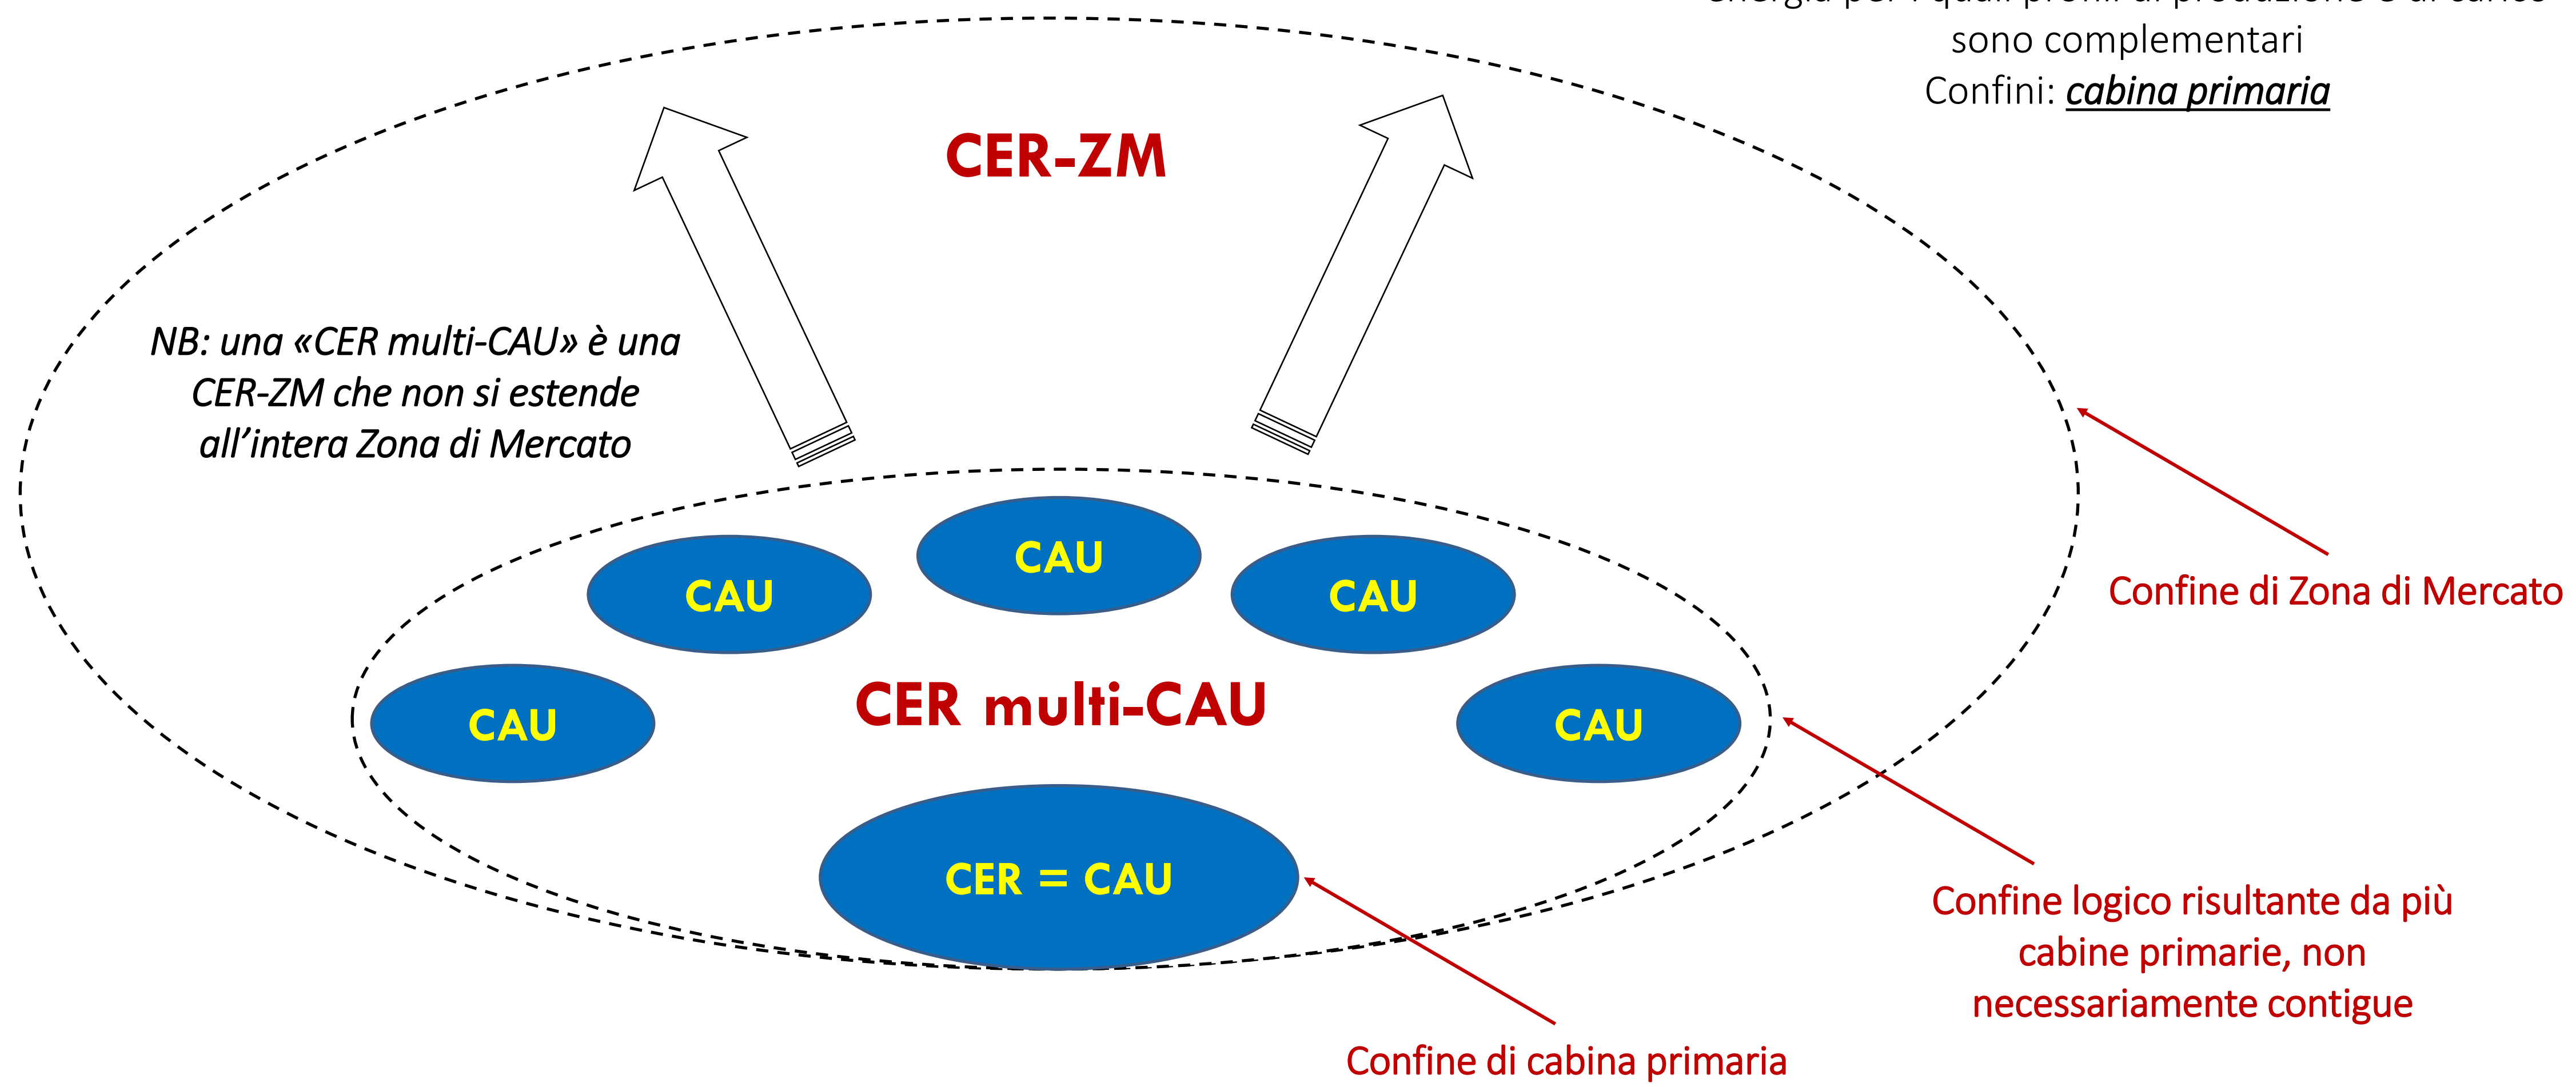 sono complementari
Confini: cabina primaria
CER-ZM
NB: una «CER multi-CAU» è una
CER-ZM che non si estende
all’intera Zona di Mercato
CAU
CAU
CAU
CAU
CAU
CER multi-CAU
CER = CAU
Confine di Zona di Mercato
Confine logico risultante da più
cabine primarie, non
necessariamente contigue
Confine di cabina primaria